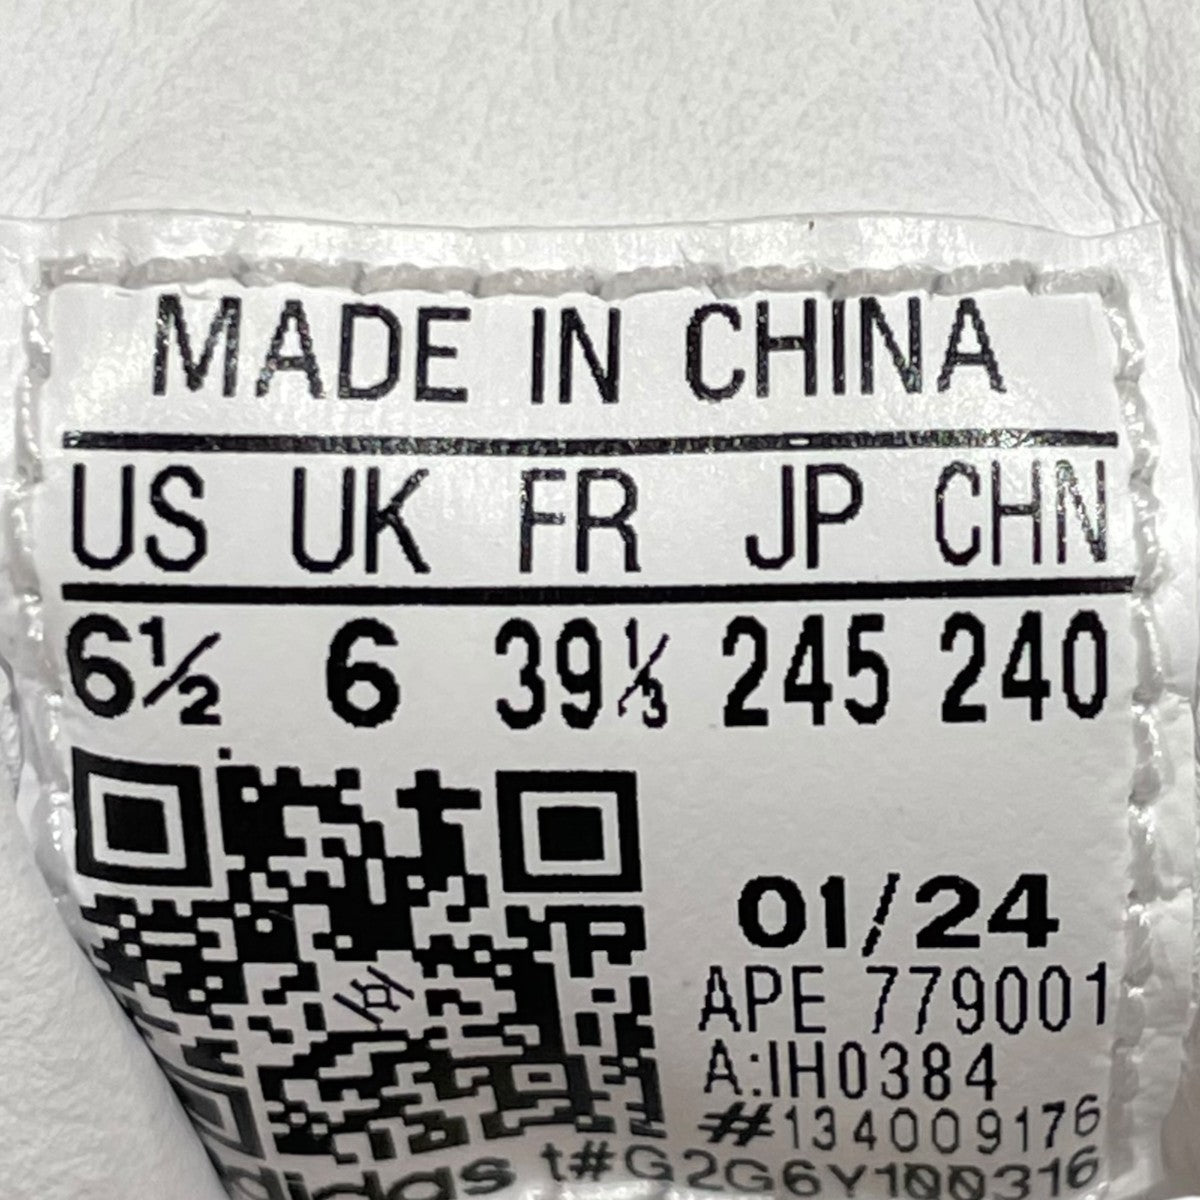 MADE IN CHINA
US UK FR JP CHN
6½ 6 39⅓ 245 240
01/24
APE 779001
A:IH0384
#134009176
adidas t#G2G6Y100316